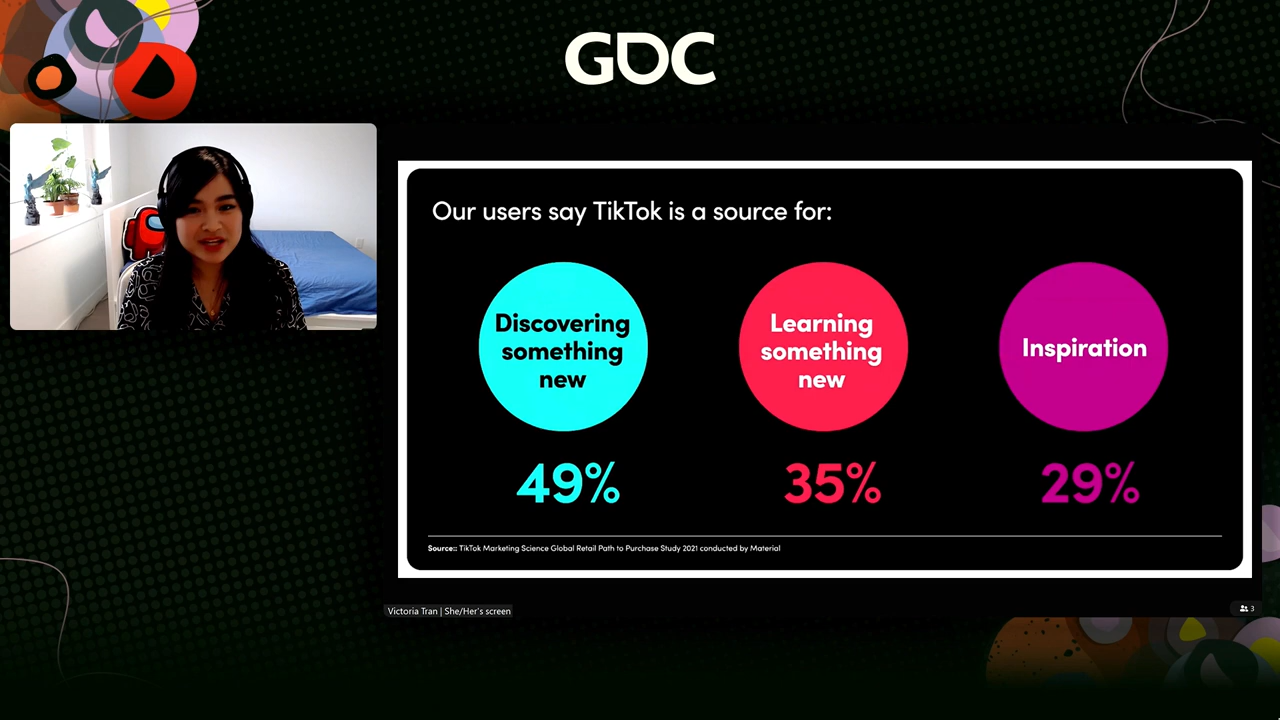 GDC
Our users say TikTok is a source for:
Discovering
something
new
Learning
something
new
Inspiration
49%
35%
29%
Source:: TikTok Marketing Science Global Retail Path to Purchase Study 2021 conducted by Material
Victoria Tran | She/Her's screen
3